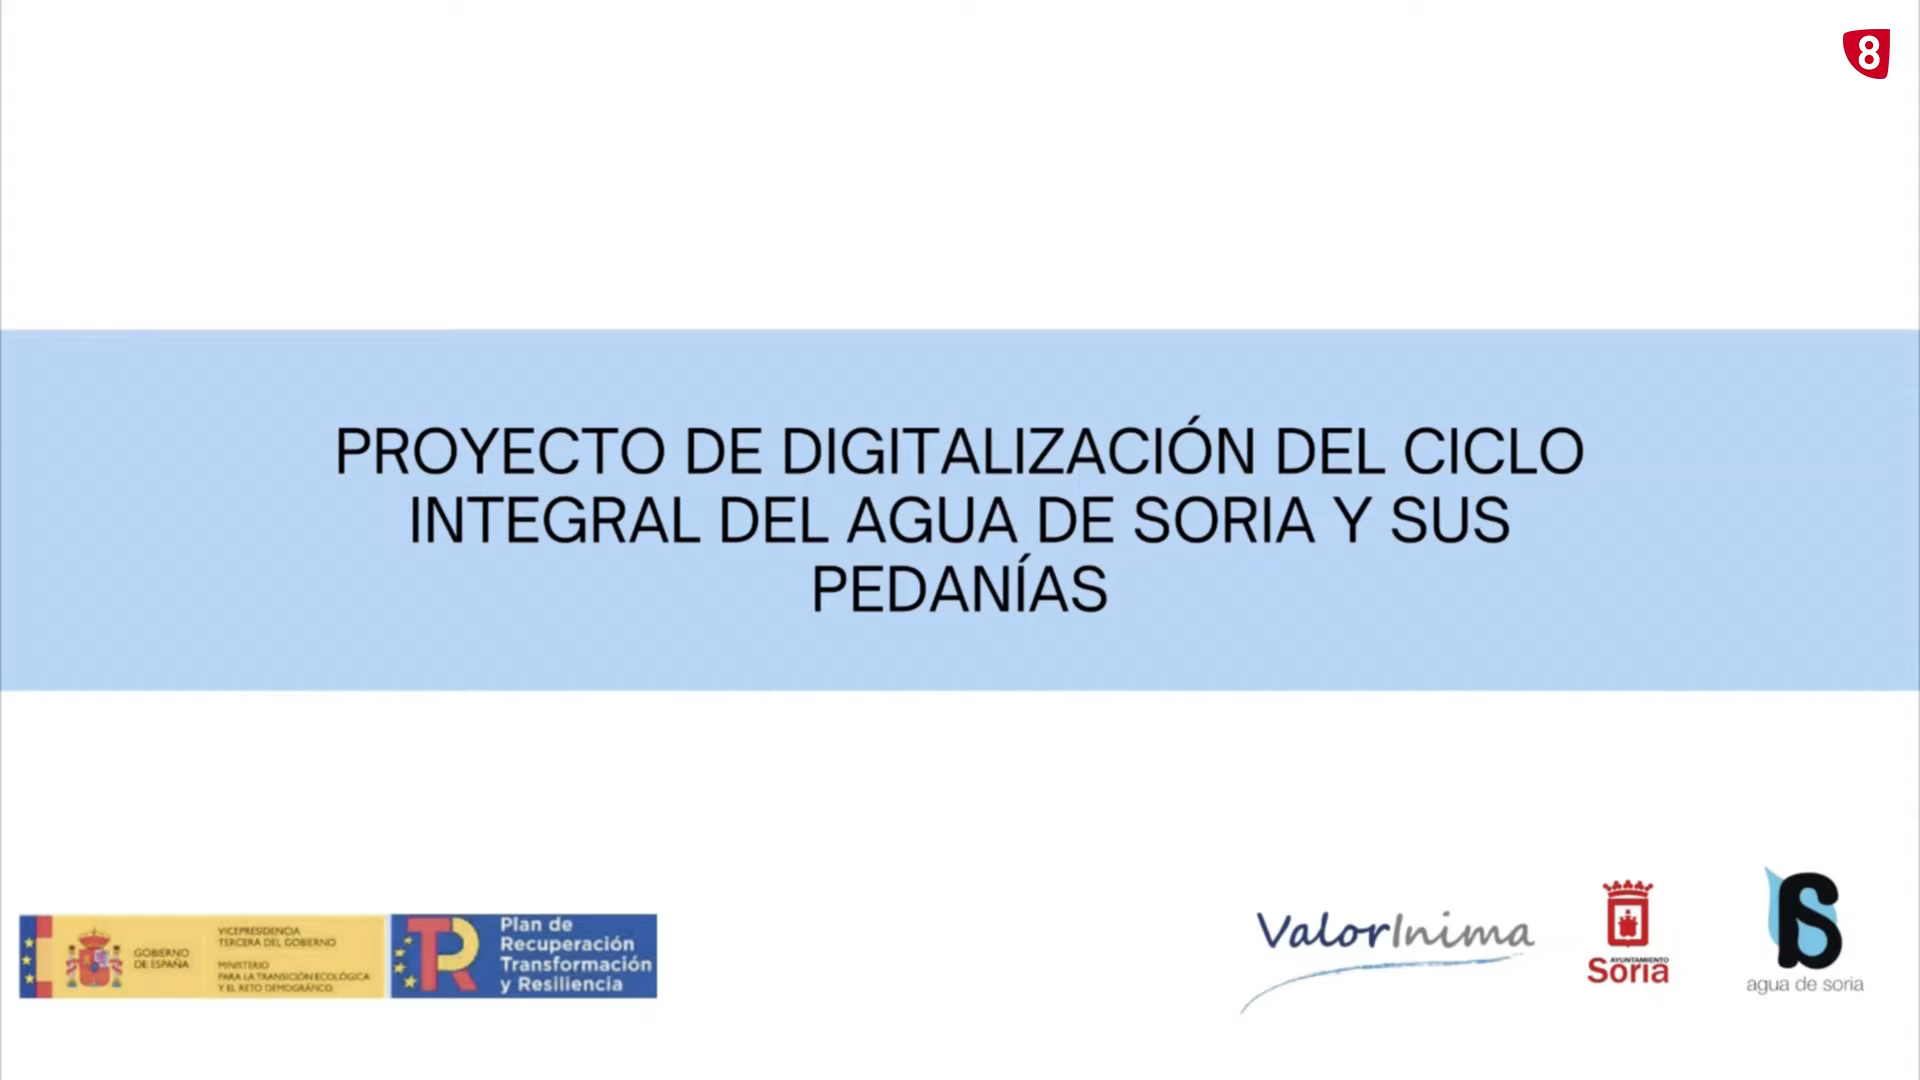 8
PROYECTO DE DIGITALIZACIÓN DEL CICLO
INTEGRAL DEL AGUA DE SORIA Y SUS
PEDANÍAS
GOBIERNO
DE ESPAÑA
VICEPRESIDENCIA
TERCERA DEL GOBIERNO
MINISTERIO
PARA LA TRANSICIÓN ECOLÓGICA
Y EL RETO DEMOGRÁFICO
TR
Plan de
Recuperación
Transformación
y Resiliencia
ValorInima
AYUNTAMIENTO
Soria
agua de soria